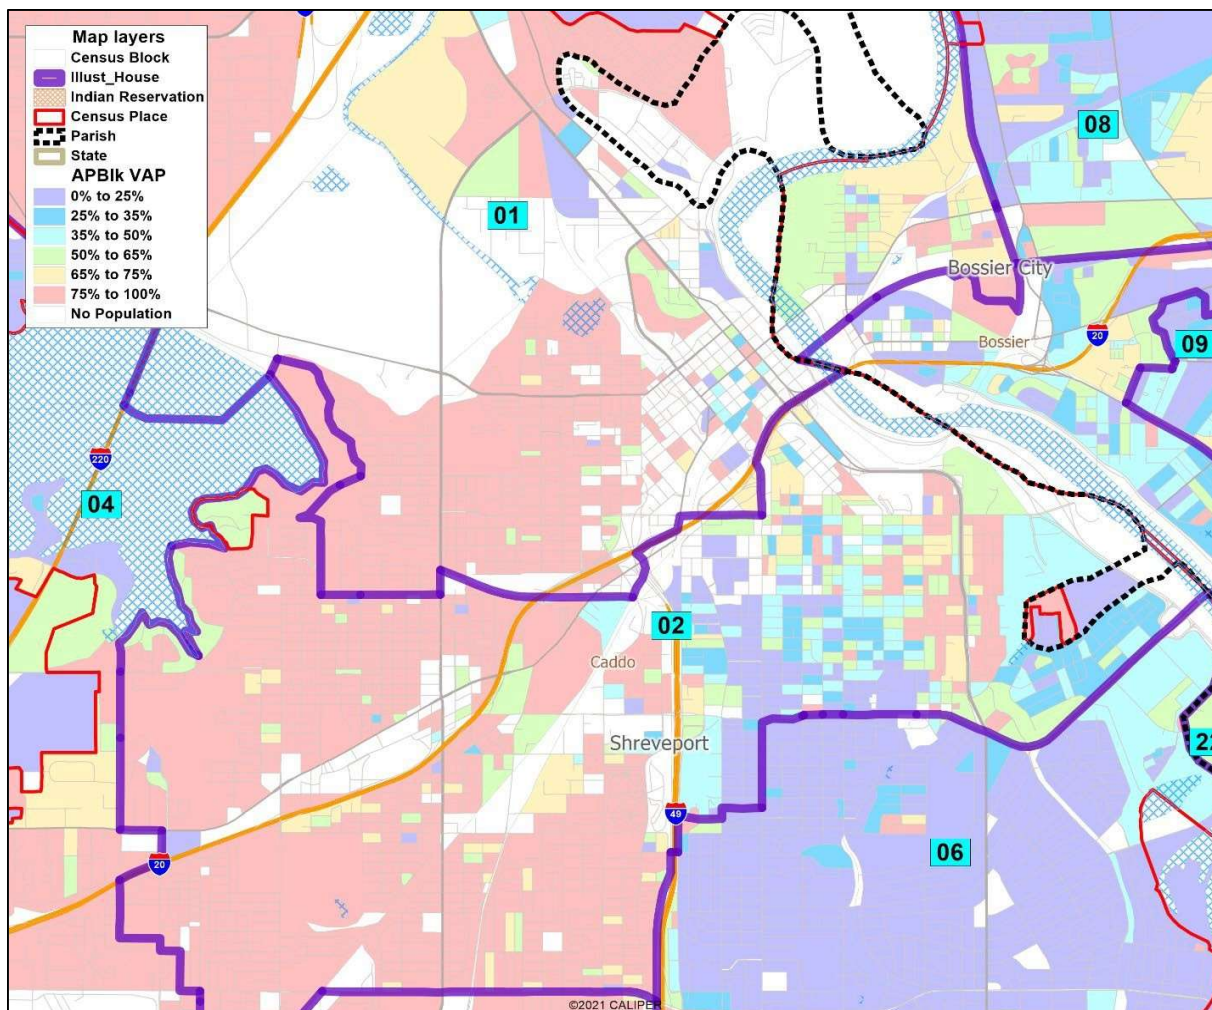 Map layers
Census Block
Illust_House
Indian Reservation
Census Place
Parish
State
APBlk VAP
0% to 25%
25% to 35%
35% to 50%
50% to 65%
65% to 75%
75% to 100%
No Population
08
01
Bossier City
20
Bossier
09
220
04
02
Caddo
Shreveport
22
49
06
20
©2021 CALIPER